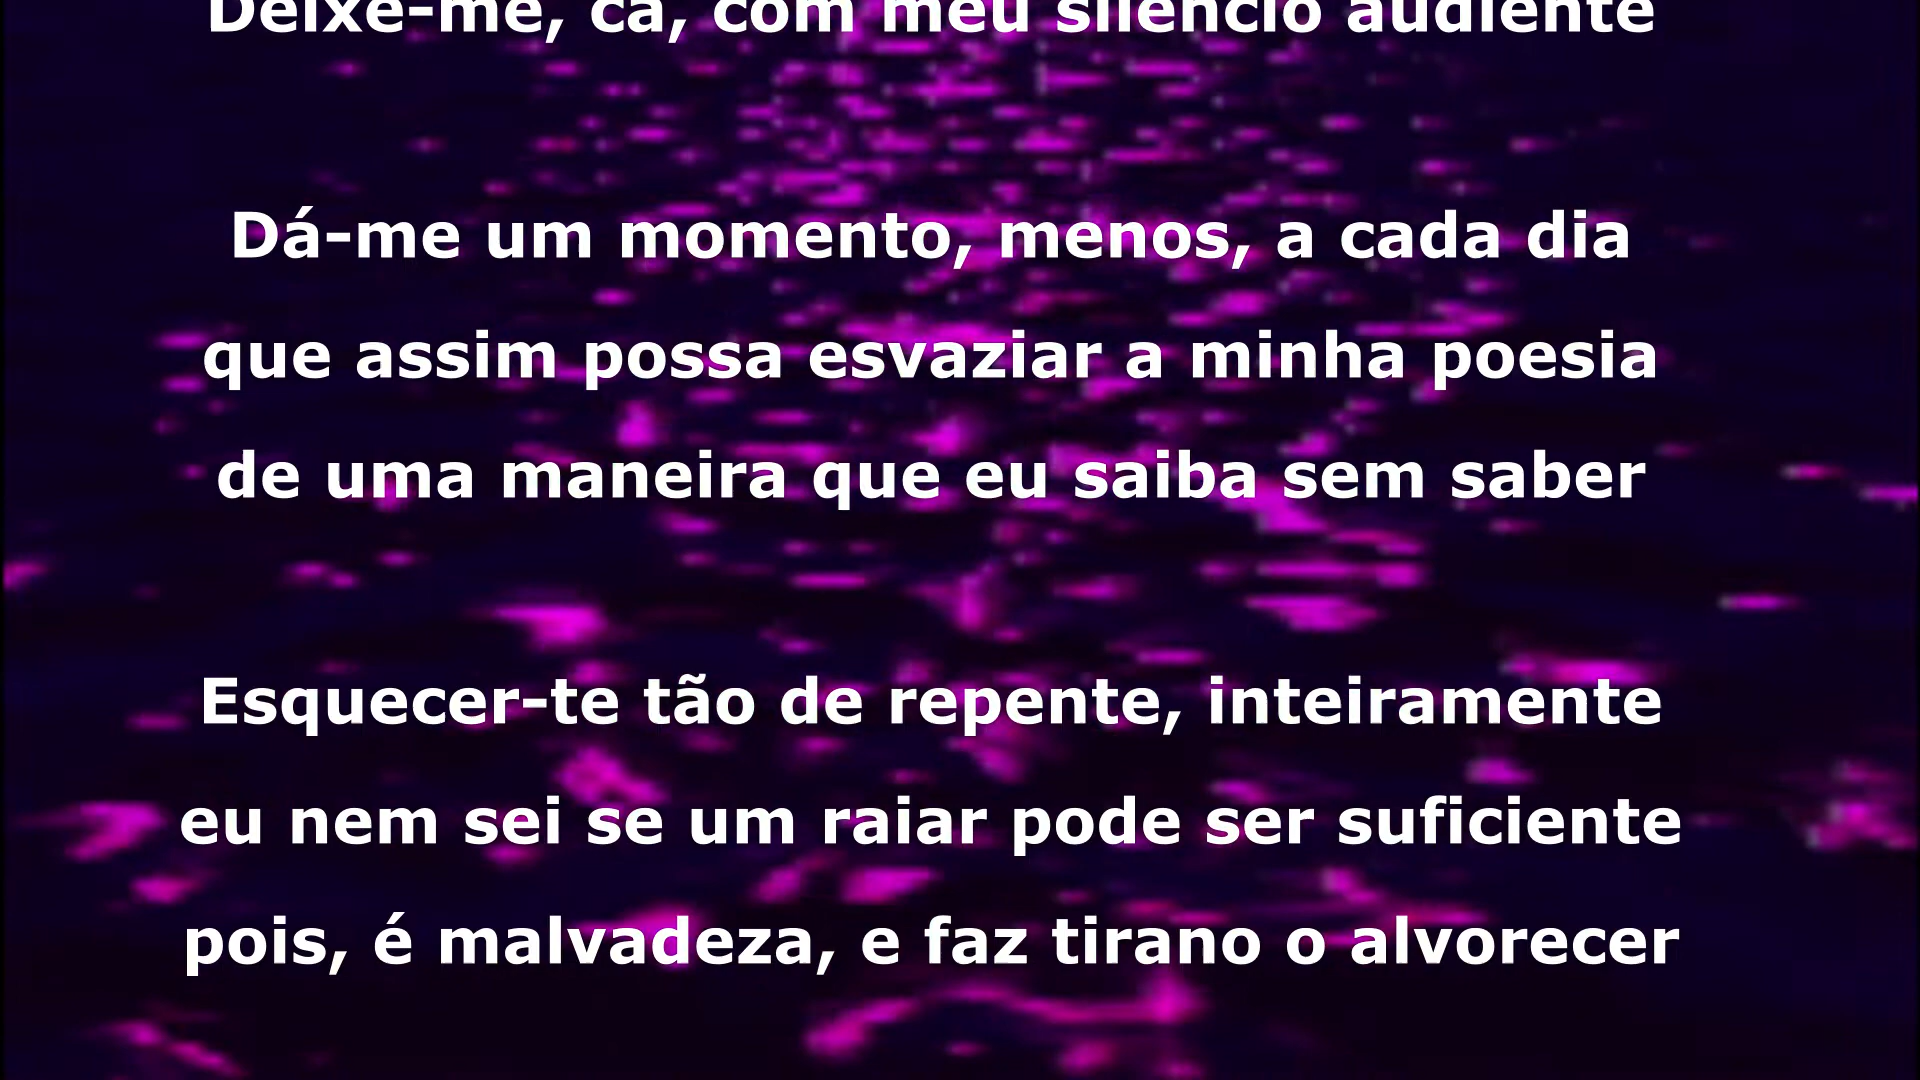 Deixe-me, cá, com meu silêncio audiente
Dá-me um momento, menos, a cada dia
que assim possa esvaziar a minha poesia
de uma maneira que eu saiba sem saber
Esquecer-te tão de repente, inteiramente
eu nem sei se um raiar pode ser suficiente
pois, é malvadeza, e faz tirano o alvorecer